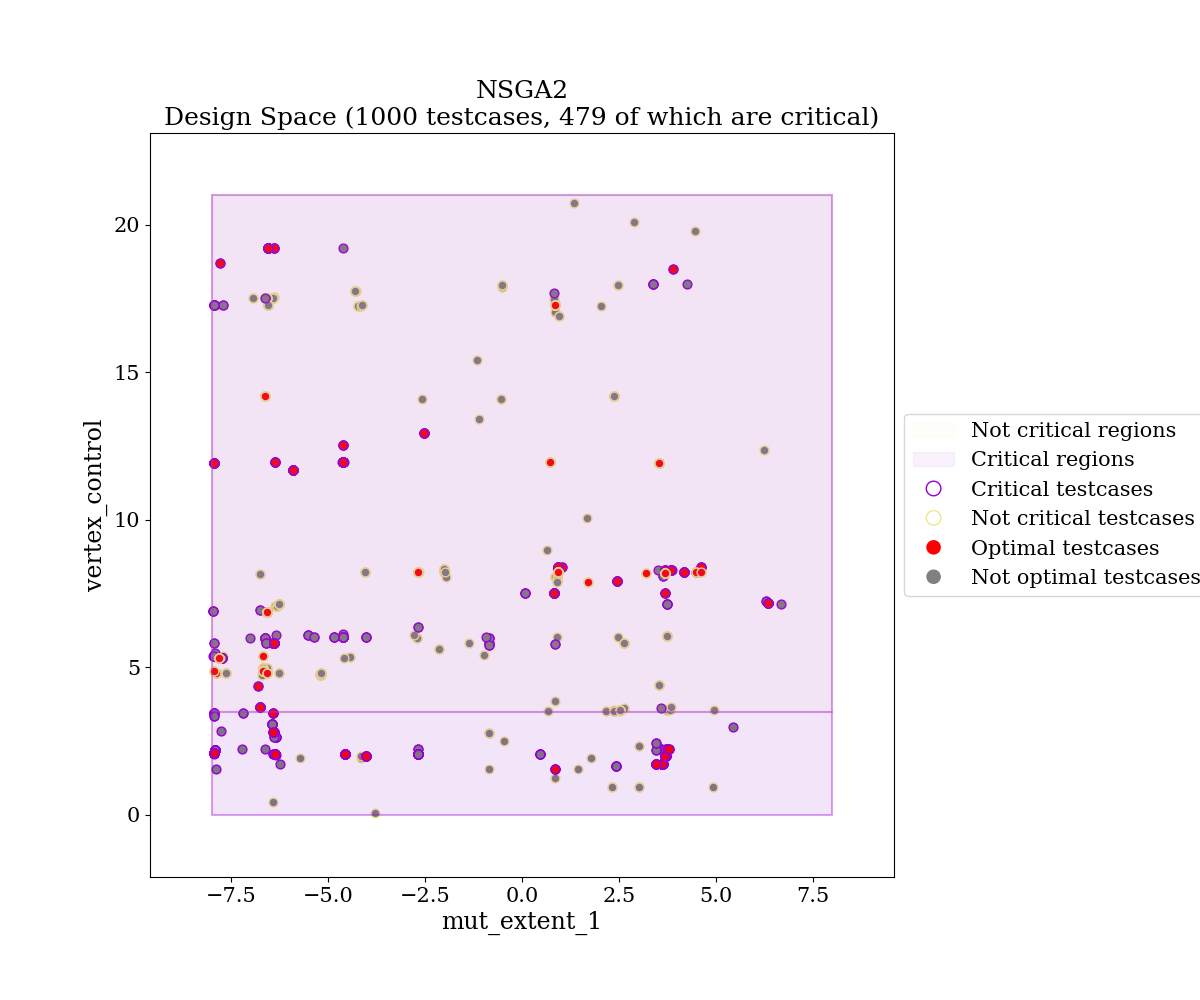 NSGA2
Design Space (1000 testcases, 479 of which are critical)
20
15
10
5
0
vertex_control
−7.5
−5.0
−2.5
0.0
2.5
5.0
7.5
mut_extent_1
Not critical regions
Critical regions
Critical testcases
Not critical testcases
Optimal testcases
Not optimal testcases